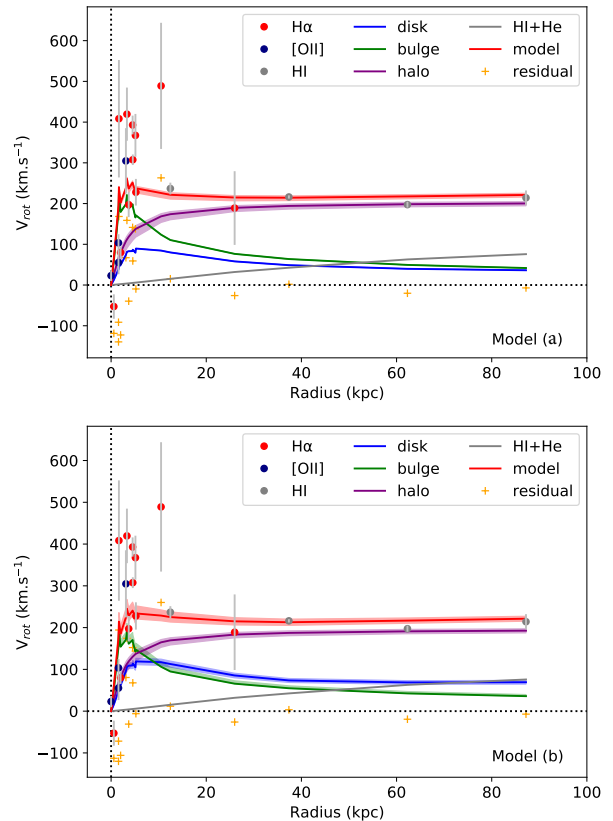 Hα disk HI+He
[OII] bulge model
HI halo residual
600
500
400
300
200
100
0
−100
V_rot (km.s⁻¹)
Model (a)
0 20 40 60 80 100
Radius (kpc)
Hα disk HI+He
[OII] bulge model
HI halo residual
600
500
400
300
200
100
0
−100
V_rot (km.s⁻¹)
Model (b)
0 20 40 60 80 100
Radius (kpc)